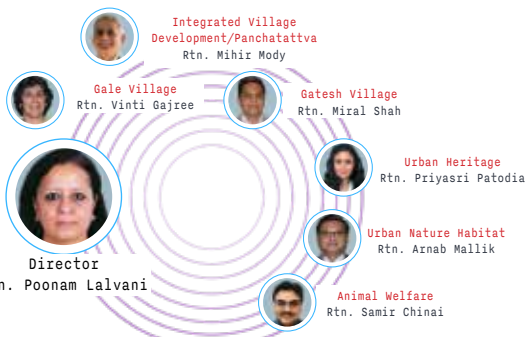 Integrated Village
Development/Panchatattva
Rtn. Mihir Mody
Gale Village
Rtn. Vinti Gajree
Gatesh Village
Rtn. Miral Shah
Urban Heritage
Rtn. Priyasri Patodia
Urban Nature Habitat
Rtn. Arnab Mallik
Director
n. Poonam Lalvani
Animal Welfare
Rtn. Samir Chinai